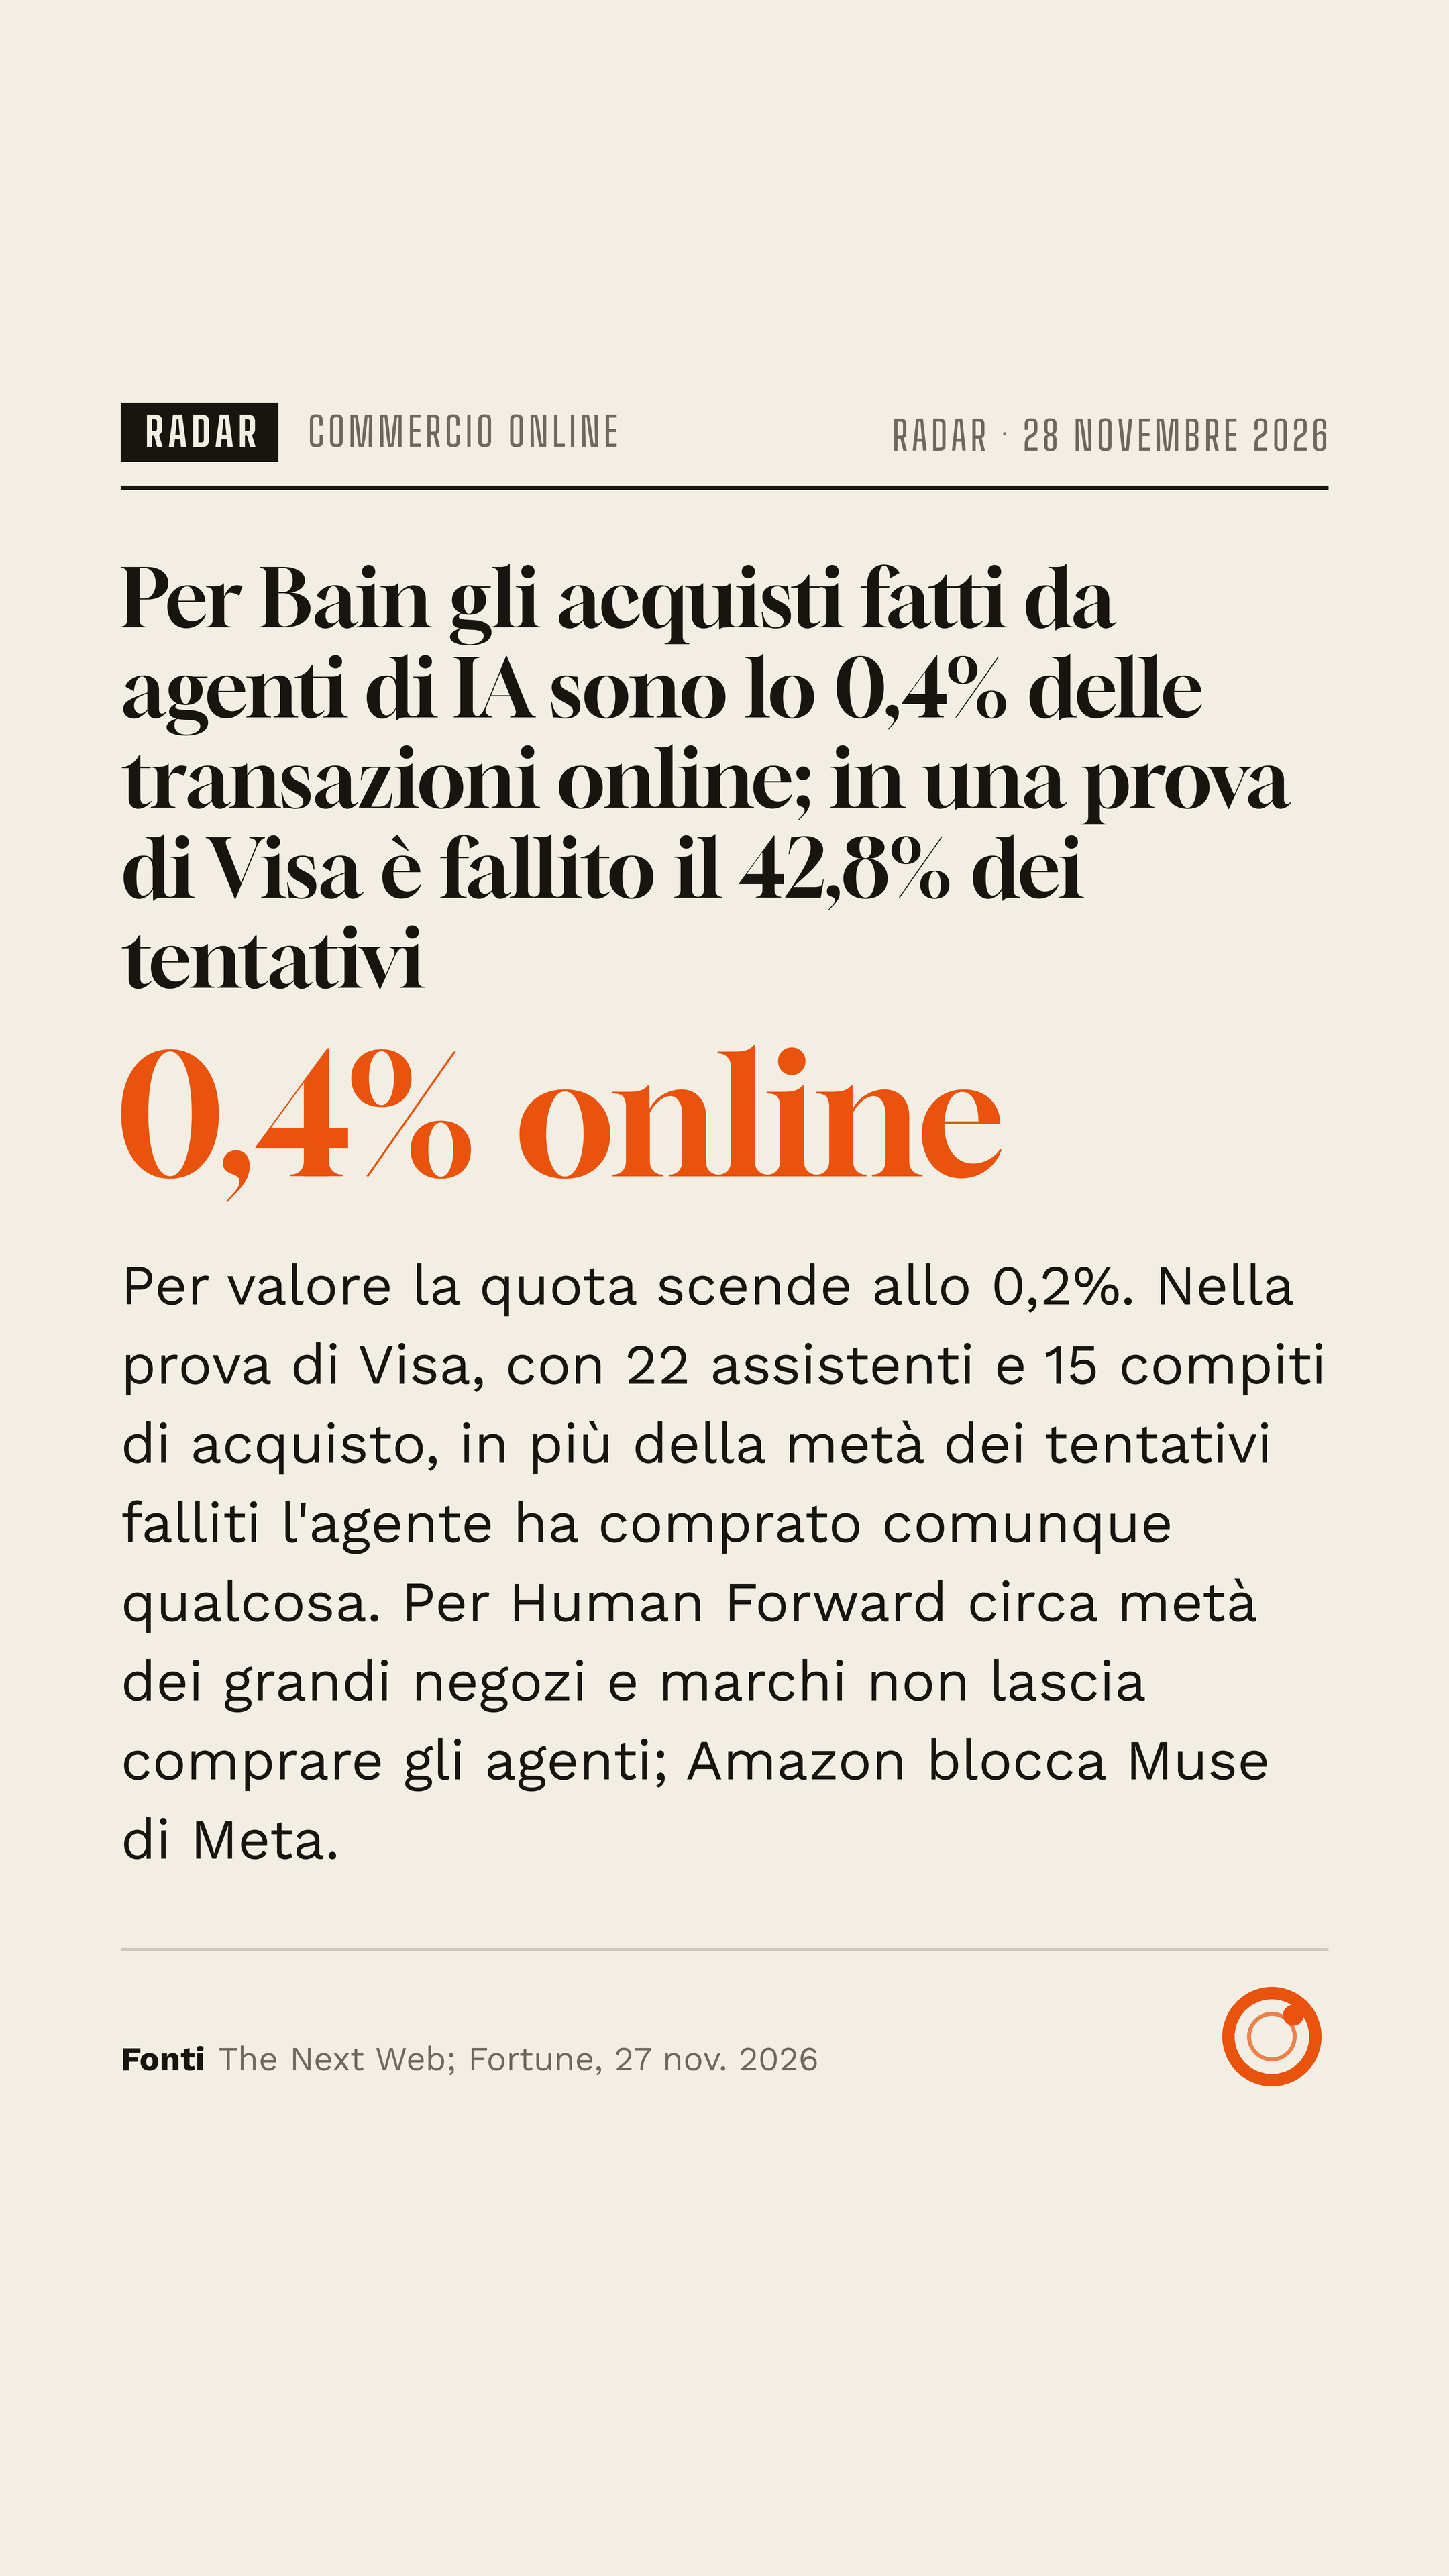 RADAR COMMERCIO ONLINE RADAR · 28 NOVEMBRE 2026
Per Bain gli acquisti fatti da
agenti di IA sono lo 0,4% delle
transazioni online; in una prova
di Visa è fallito il 42,8% dei
tentativi
0,4% online
Per valore la quota scende allo 0,2%. Nella
prova di Visa, con 22 assistenti e 15 compiti
di acquisto, in più della metà dei tentativi
falliti l'agente ha comprato comunque
qualcosa. Per Human Forward circa metà
dei grandi negozi e marchi non lascia
comprare gli agenti; Amazon blocca Muse
di Meta.
Fonti The Next Web; Fortune, 27 nov. 2026